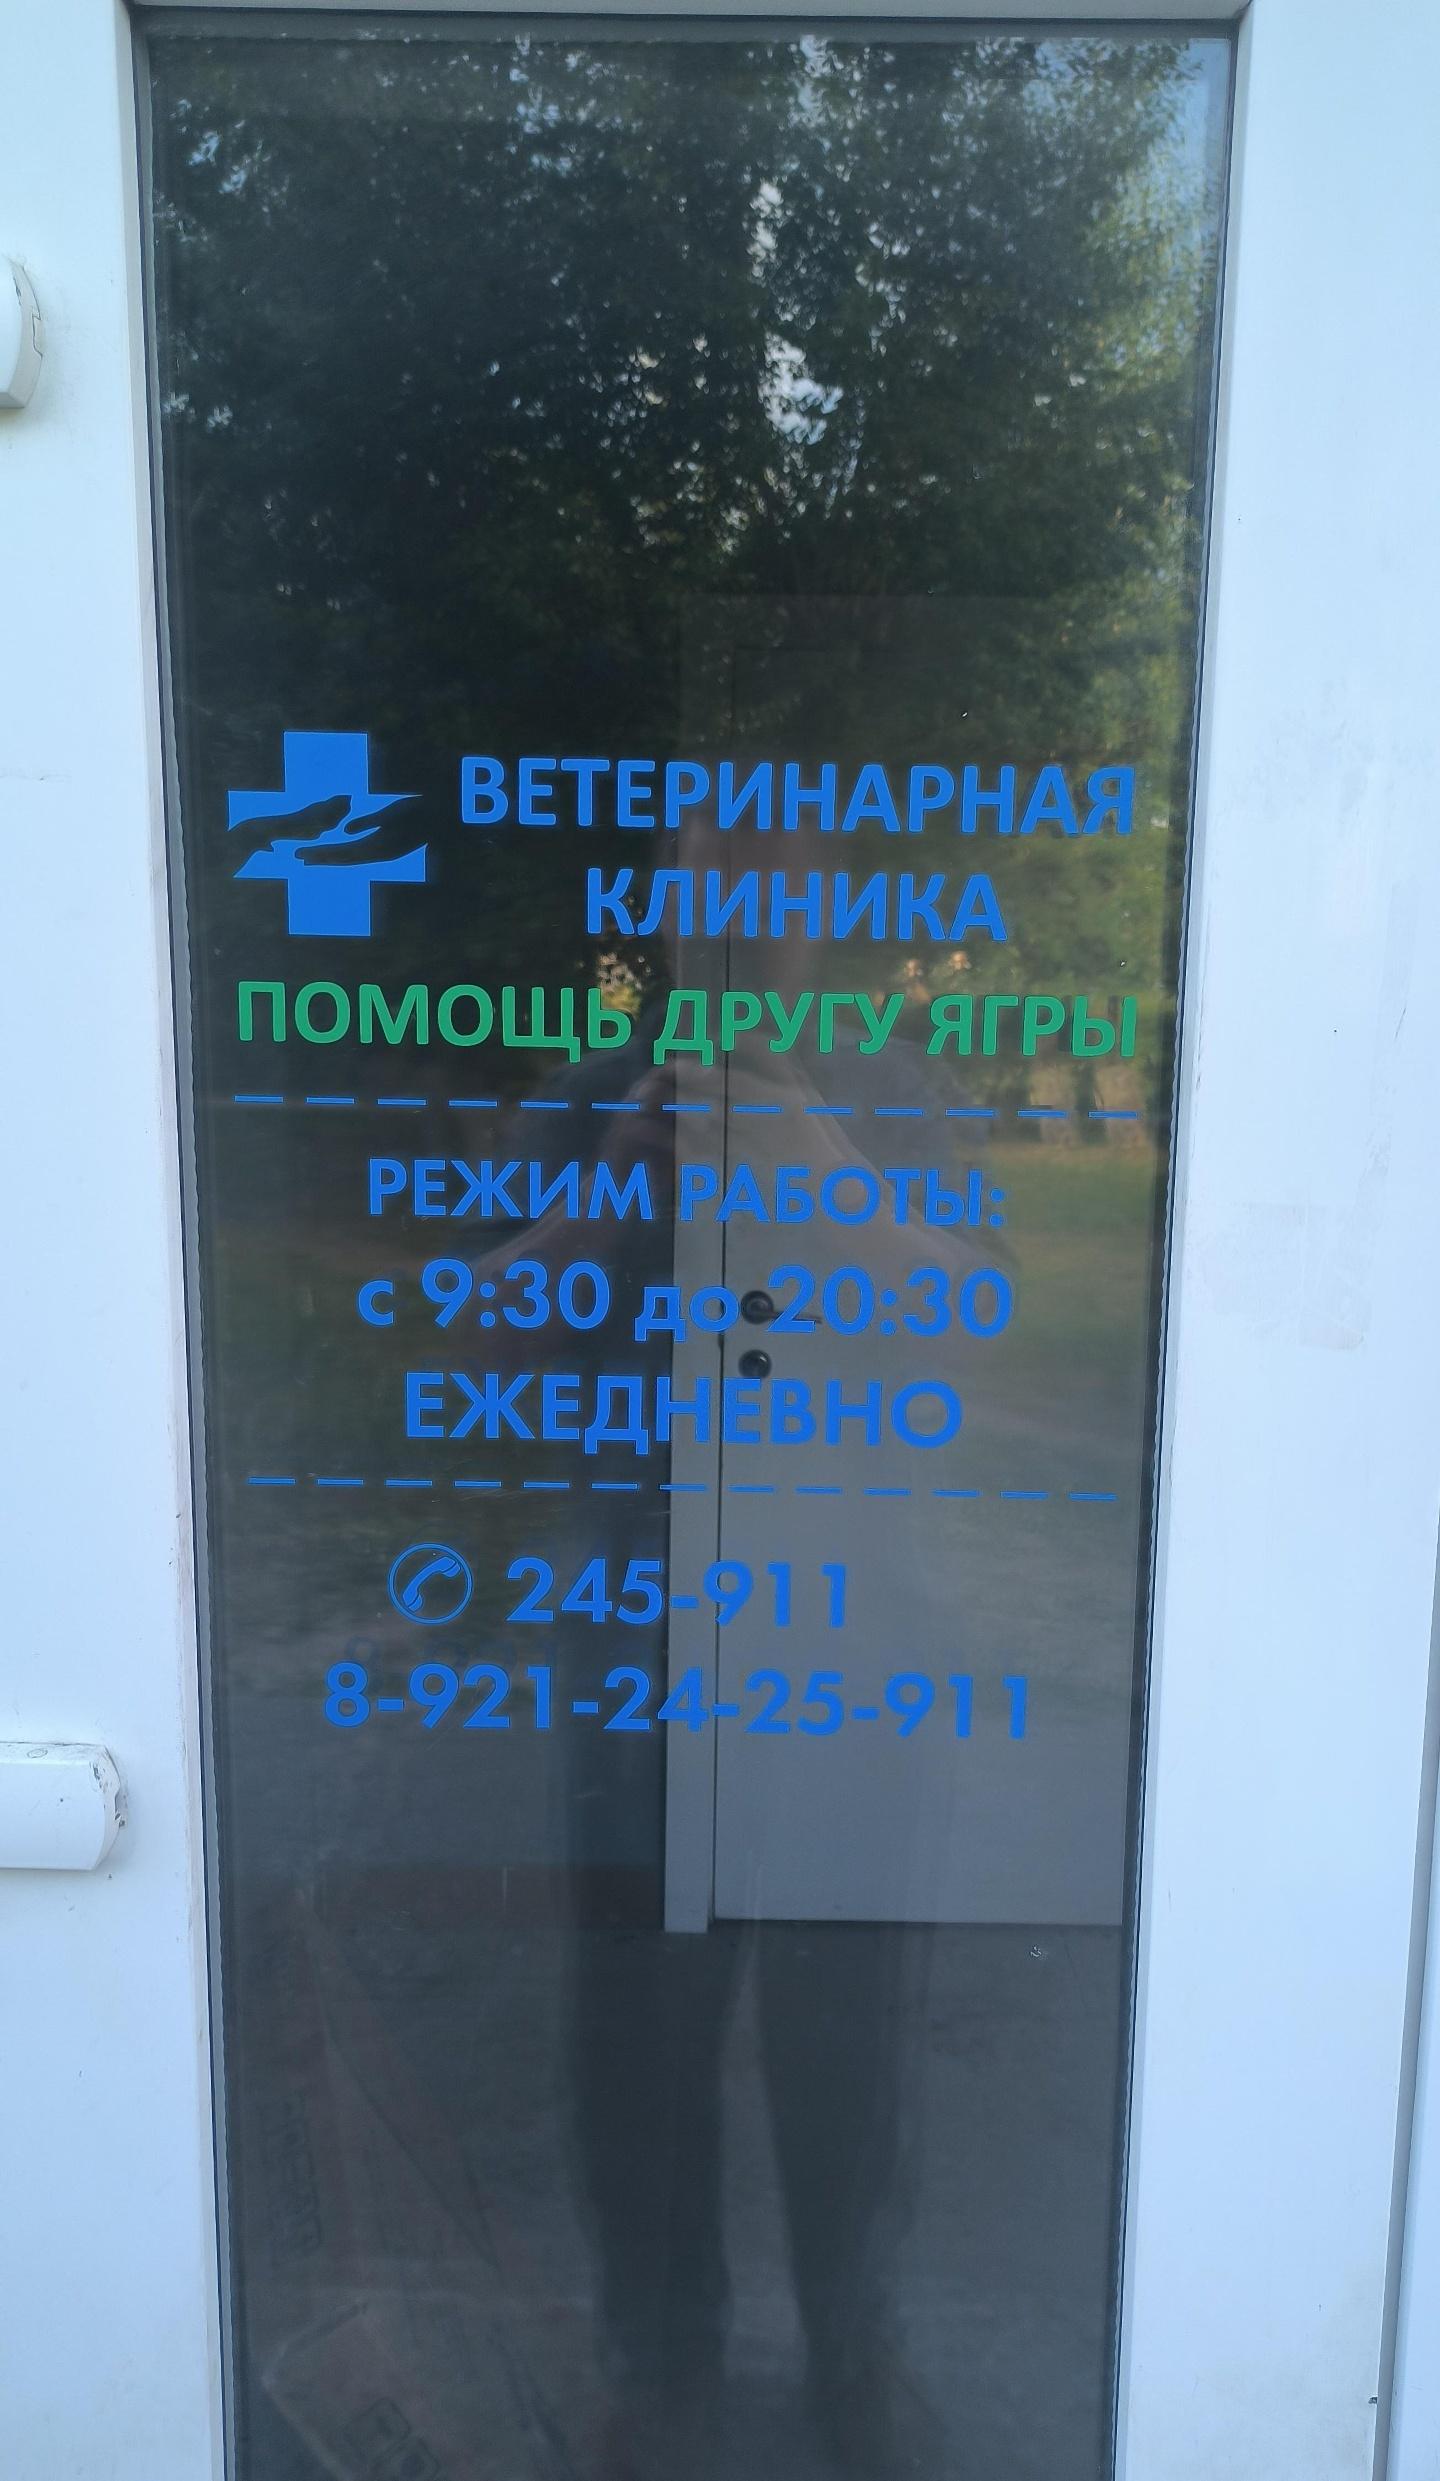 ВЕТЕРИНАРНАЯ
КЛИНИКА
ПОМОЩЬ ДРУГУ ЯГРЫ
РЕЖИМ РАБОТЫ:
с 9:30 до 20:30
ЕЖЕДНЕВНО
245-911
8-921-24-25-911